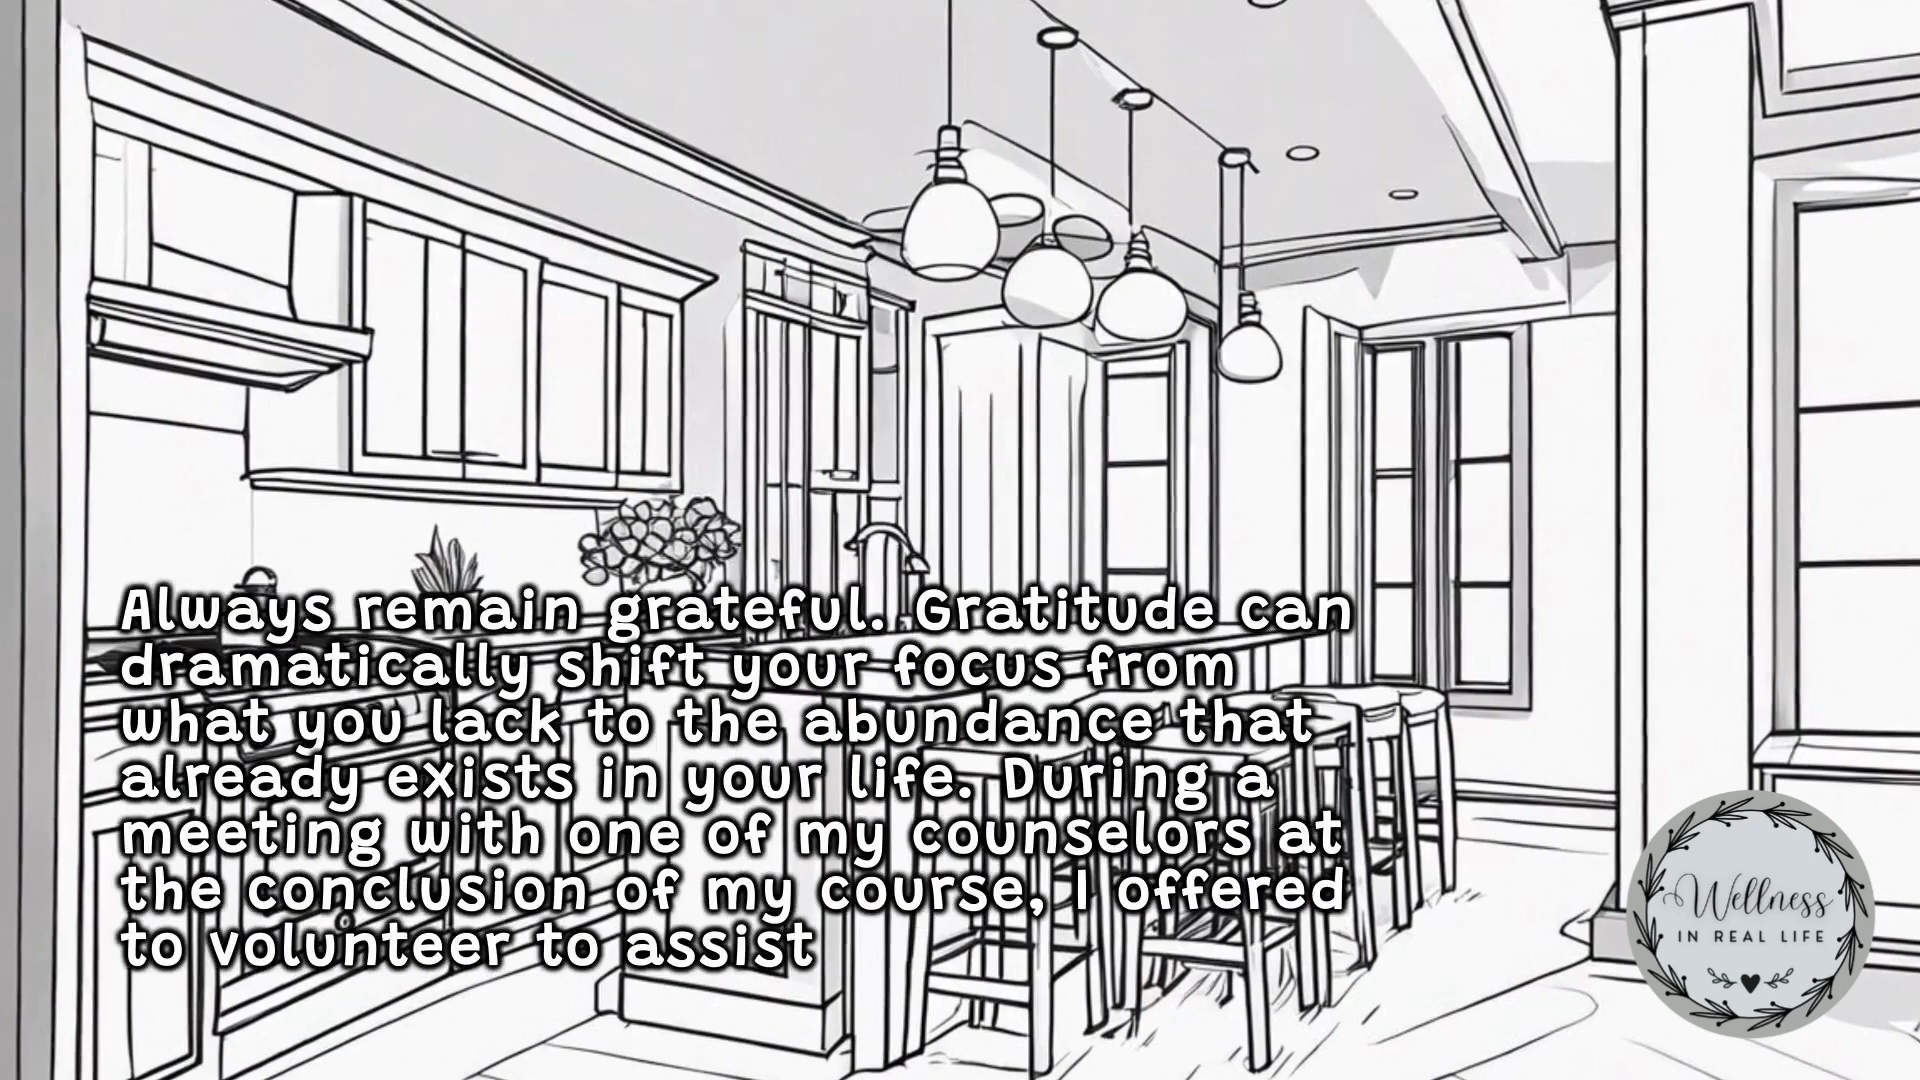 Always remain grateful. Gratitude can
dramatically shift your focus from
what you lack to the abundance that
already exists in your life. During a
meeting with one of my counselors at
the conclusion of my course, I offered
to volunteer to assist
Wellness
IN REAL LIFE